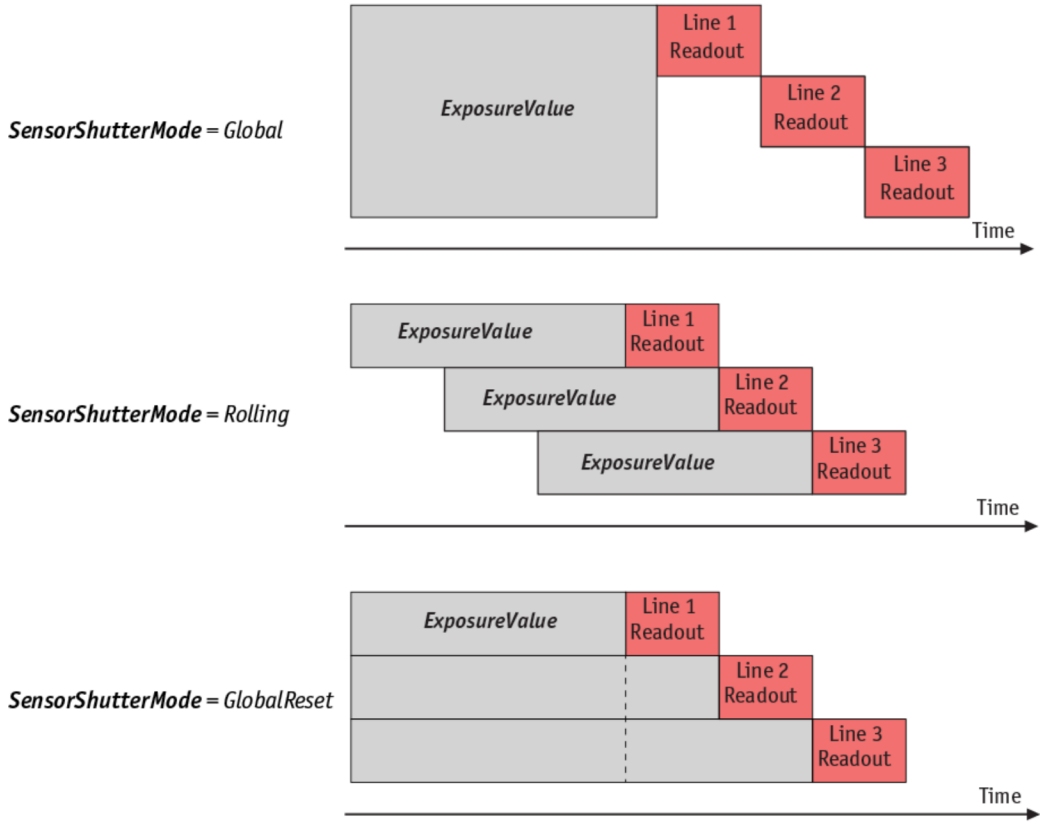 Line 1
Readout
ExposureValue
Line 2
Readout
SensorShutterMode = Global
Line 3
Readout
Time
Line 1
Readout
ExposureValue
Line 2
Readout
ExposureValue
SensorShutterMode = Rolling
Line 3
Readout
ExposureValue
Time
Line 1
Readout
ExposureValue
Line 2
Readout
SensorShutterMode = GlobalReset
Line 3
Readout
Time